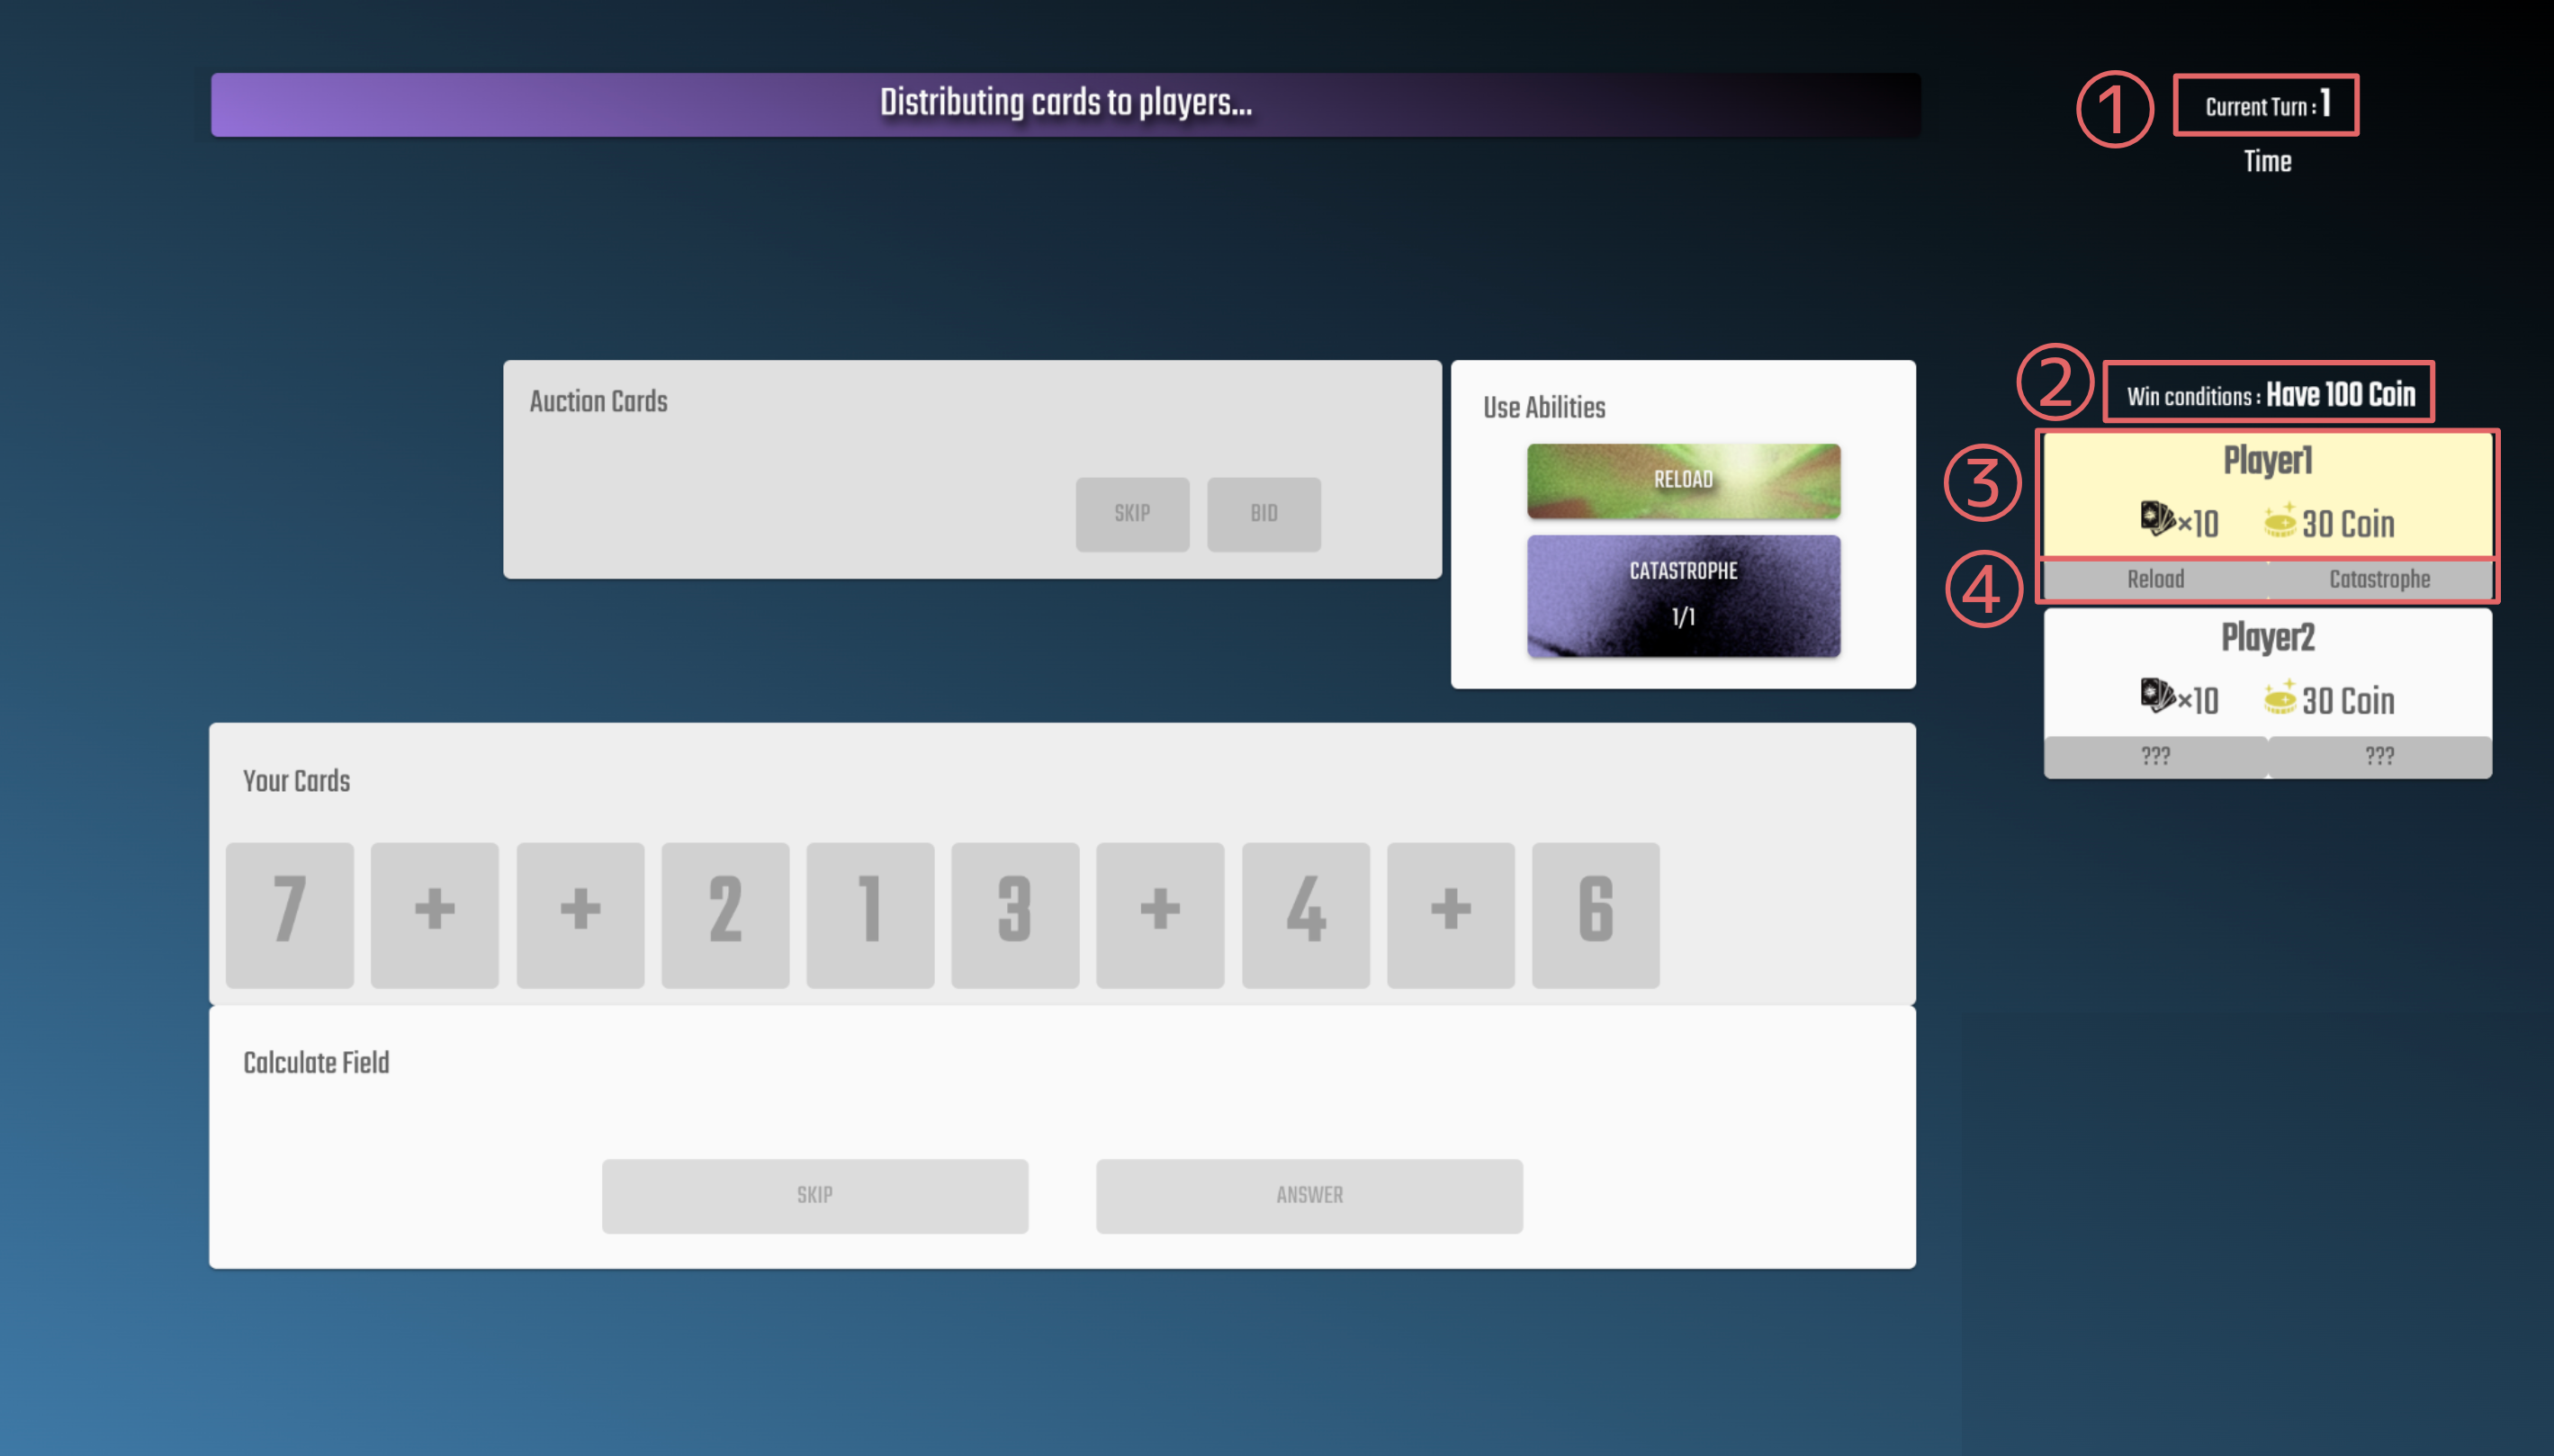 Distributing cards to players...
① Current Turn : 1
Time
Auction Cards
SKIP BID
Use Abilities
RELOAD
CATASTROPHE
1/1
② Win conditions : Have 100 Coin
③ Player1
×10 30 Coin
④ Reload Catastrophe
Player2
×10 30 Coin
??? ???
Your Cards
7 + + 2 1 3 + 4 + 6
Calculate Field
SKIP ANSWER